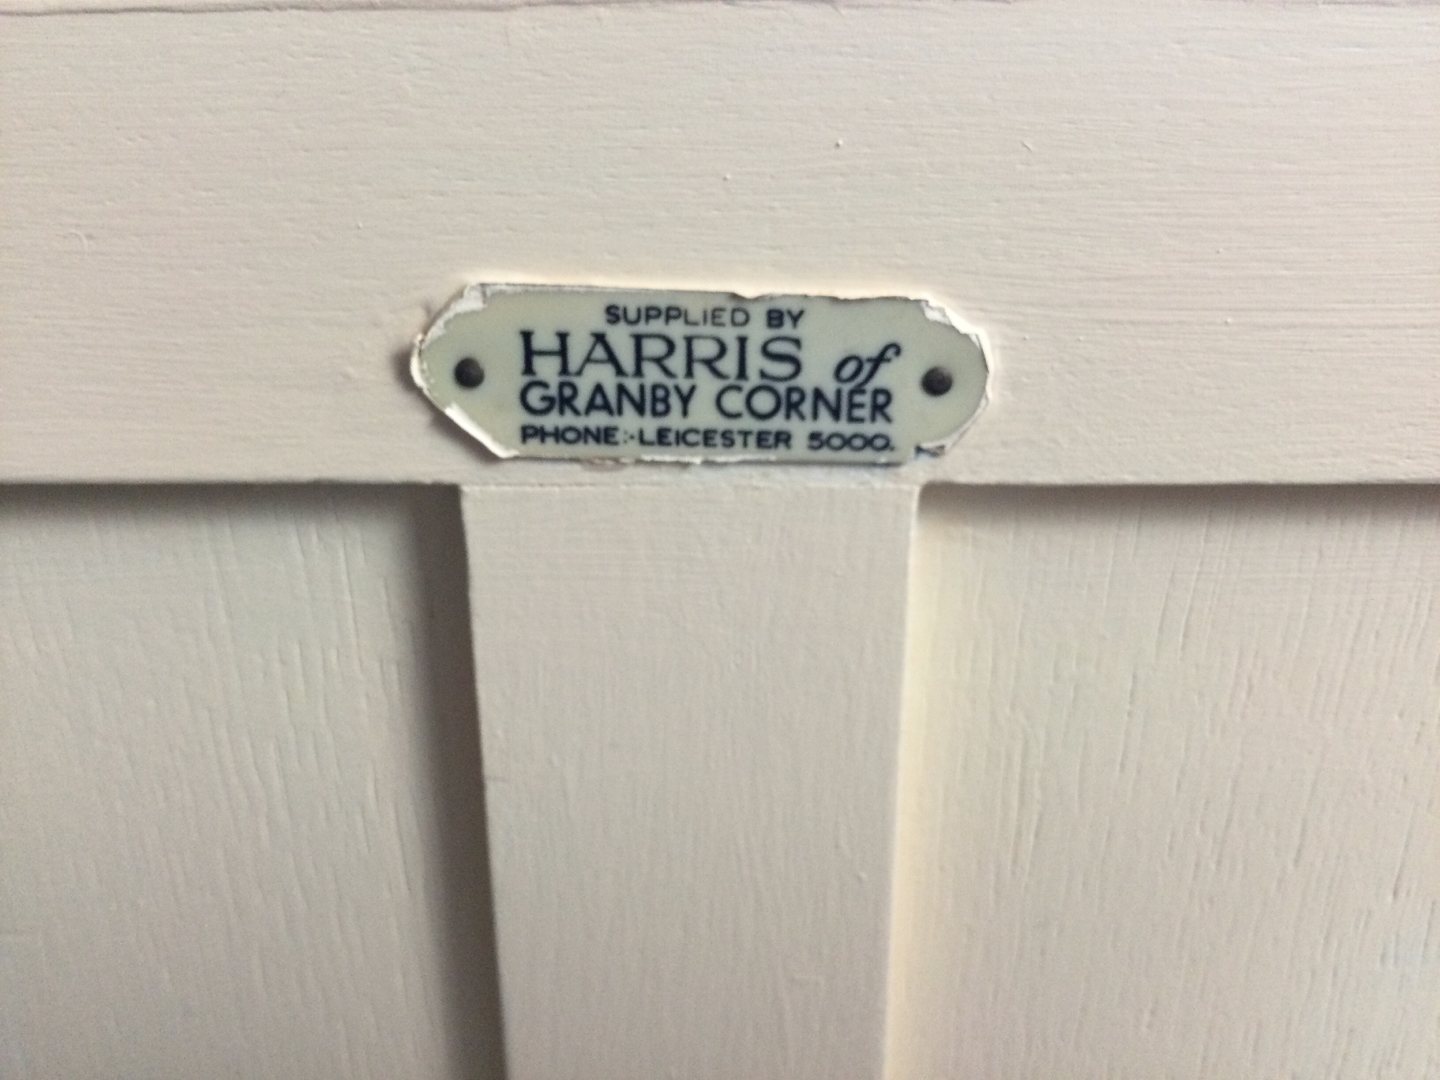 SUPPLIED BY
HARRIS of
GRANBY CORNER
PHONE:-LEICESTER 5000.